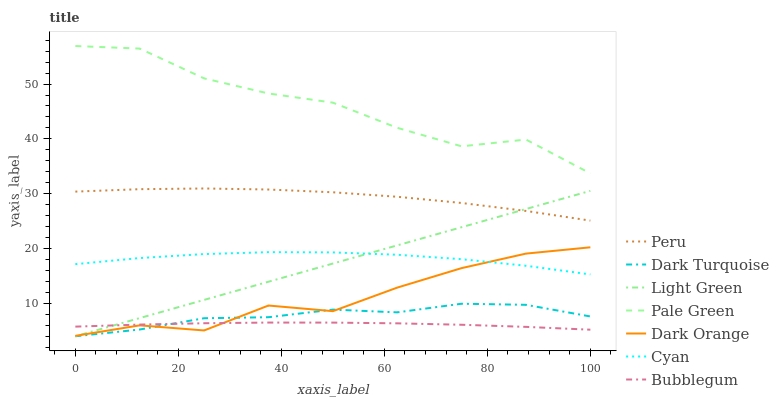 title
yaxis_label
50
40
30
20
10
0
20
40
60
80
100
xaxis_label
Peru
Dark Turquoise
Light Green
Pale Green
Dark Orange
Cyan
Bubblegum